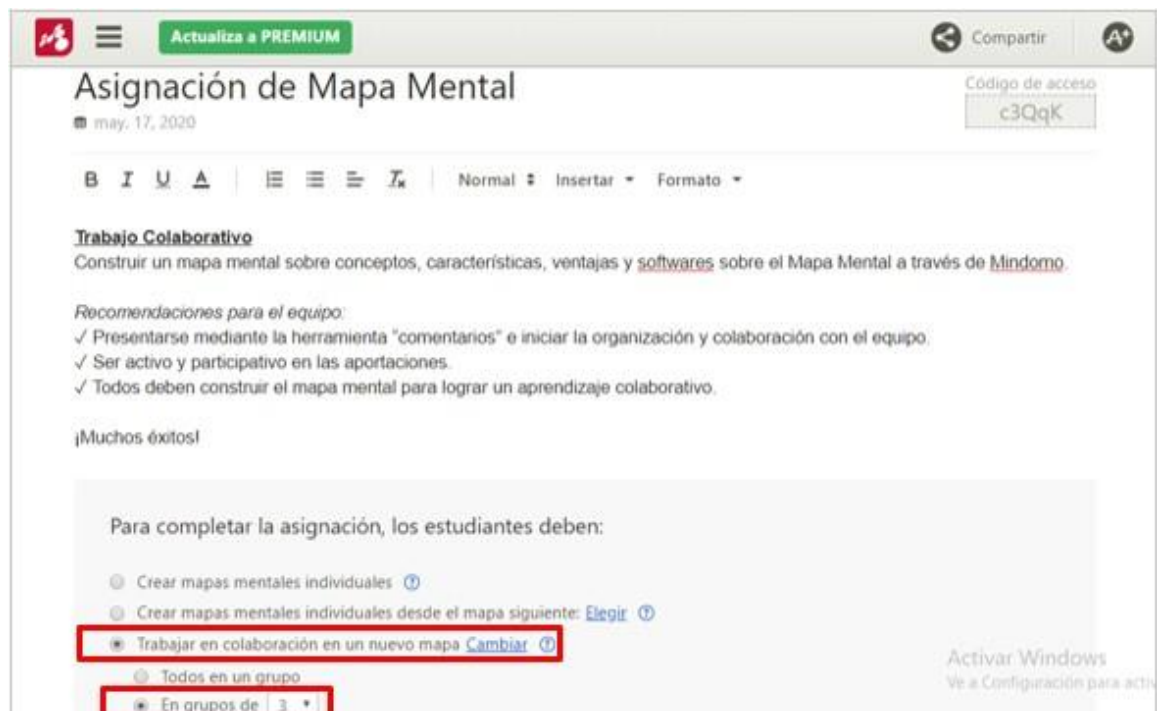 Actualiza a PREMIUM
Compartir
Asignación de Mapa Mental
Código de acceso
may. 17, 2020
c3QqK
B I U A Normal Insertar Formato
Trabajo Colaborativo
Construir un mapa mental sobre conceptos, características, ventajas y softwares sobre el Mapa Mental a través de Mindomo.
Recomendaciones para el equipo:
✓ Presentarse mediante la herramienta "comentarios" e iniciar la organización y colaboración con el equipo.
✓ Ser activo y participativo en las aportaciones.
✓ Todos deben construir el mapa mental para lograr un aprendizaje colaborativo.
¡Muchos éxitos!
Para completar la asignación, los estudiantes deben:
Crear mapas mentales individuales
Crear mapas mentales individuales desde el mapa siguiente: Elegir
Trabajar en colaboración en un nuevo mapa Cambiar
Todos en un grupo
En grupos de 3
Activar Windows
Ve a Configuración para activ